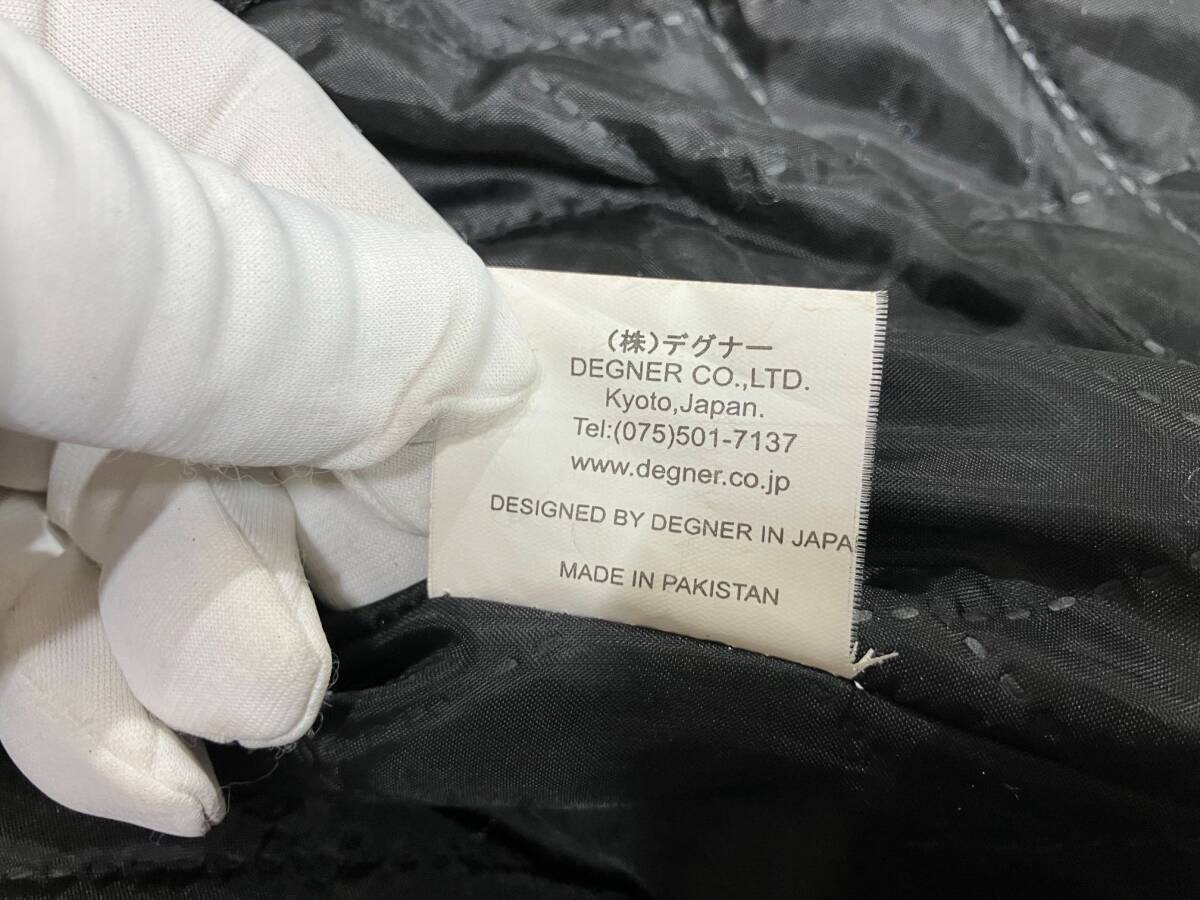 (株)デグナー
DEGNER CO.,LTD.
Kyoto,Japan.
Tel:(075)501-7137
www.degner.co.jp
DESIGNED BY DEGNER IN JAPA
MADE IN PAKISTAN